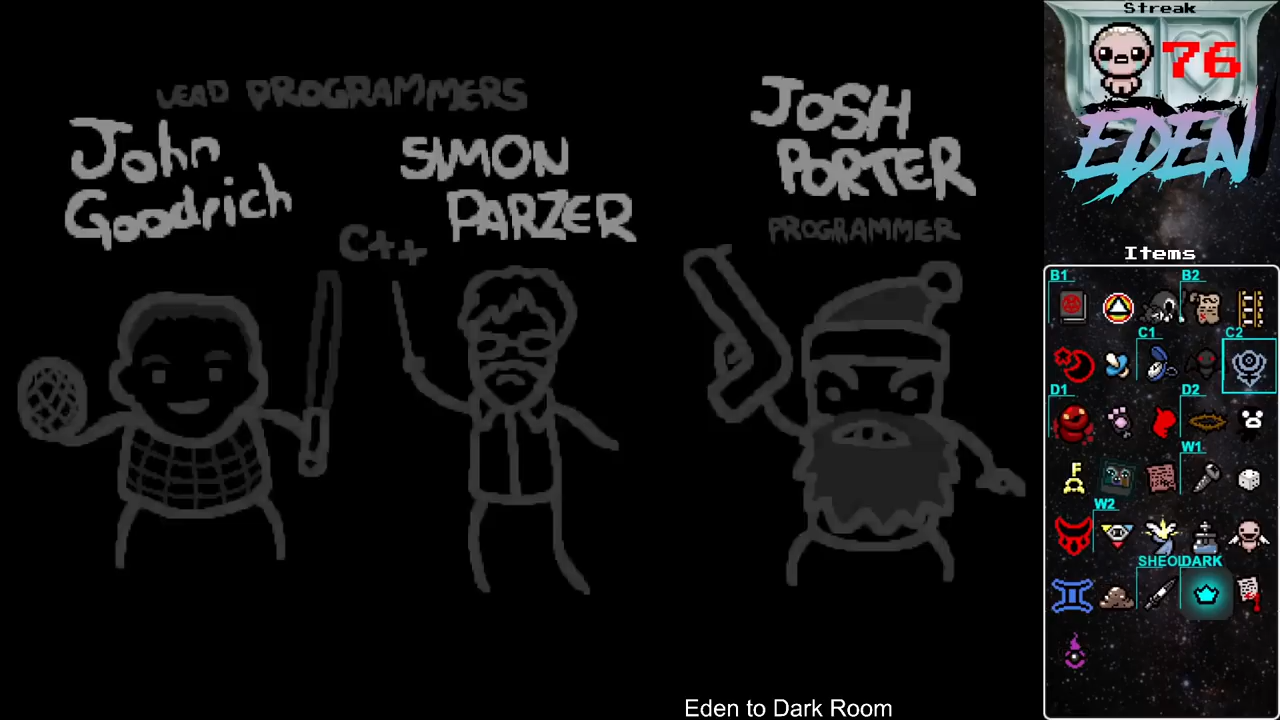 LEAD PROGRAMMERS
John
Goodrich
SIMON
PARZER
C++
JOSH
PORTER
PROGRAMMER
Streak
76
EDEN
Items
B1
B2
C1
C2
D1
D2
F
W1
W2
SHEOL
DARK
Eden to Dark Room